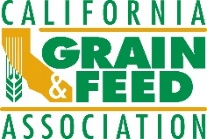 CALIFORNIA
GRAIN
& FEED
ASSOCIATION